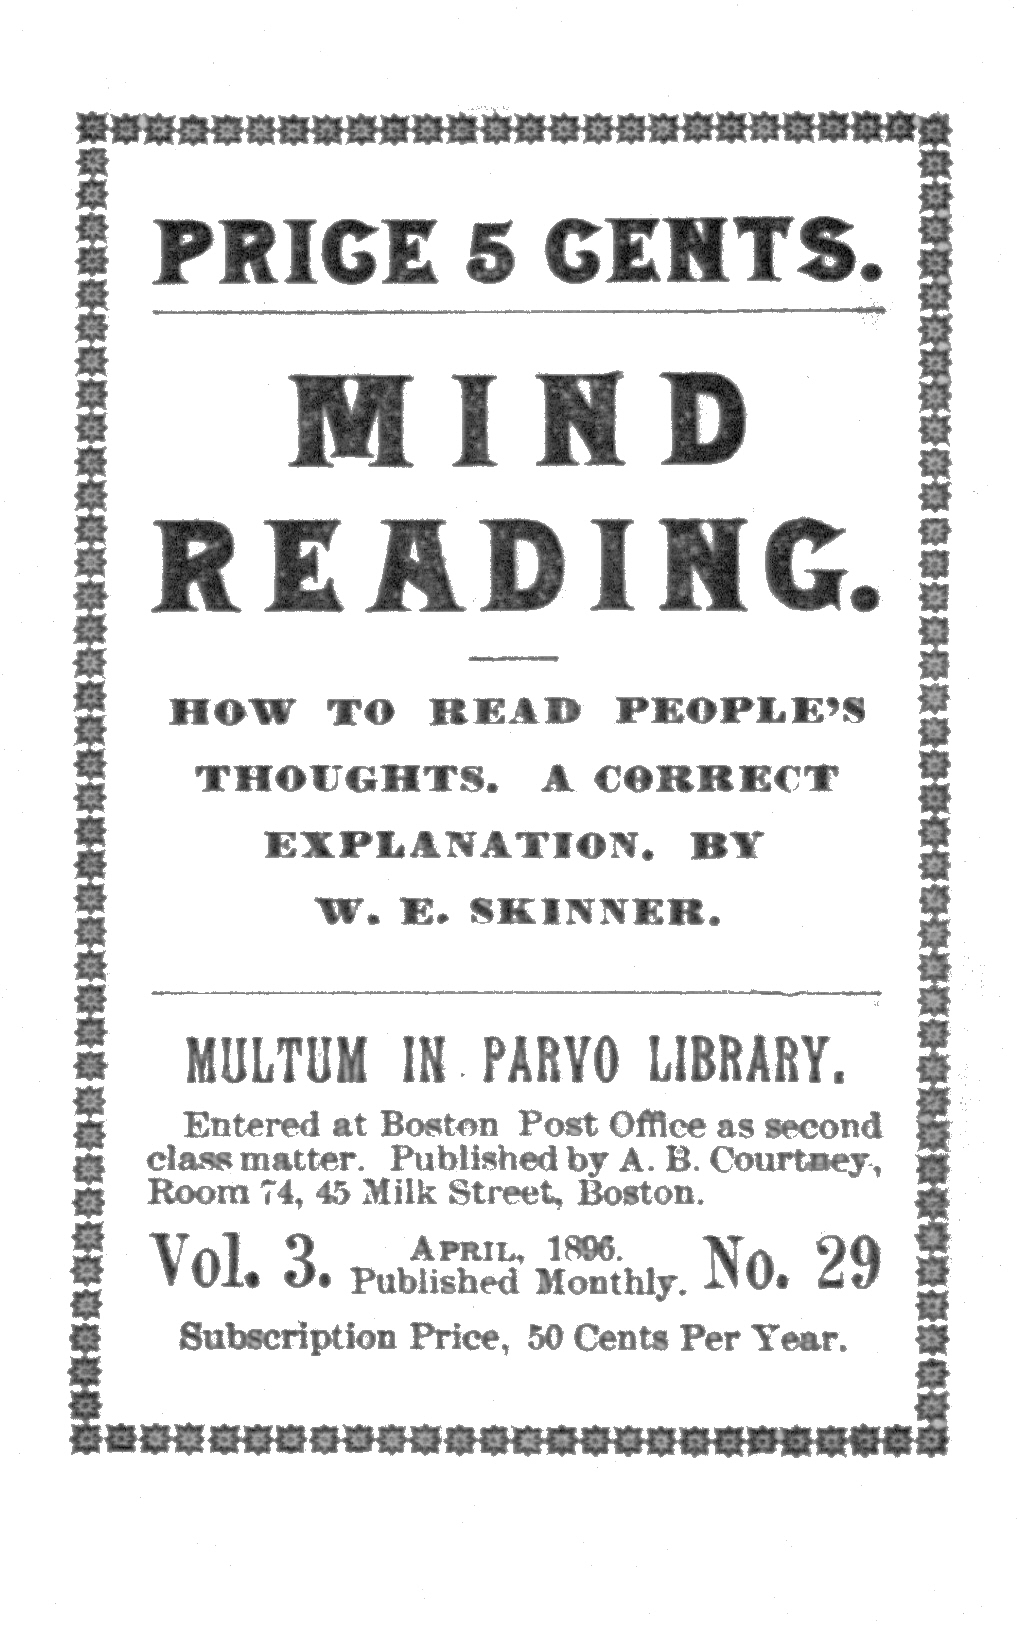 PRICE 5 CENTS.
MIND
READING.
HOW TO READ PEOPLE'S
THOUGHTS. A CORRECT
EXPLANATION. BY
W. E. SKINNER.
MULTUM IN PARVO LIBRARY.
Entered at Boston Post Office as second
class matter. Published by A. B. Courtney,
Room 74, 45 Milk Street, Boston.
Vol. 3. APRIL, 1896. No. 29
Published Monthly.
Subscription Price, 50 Cents Per Year.